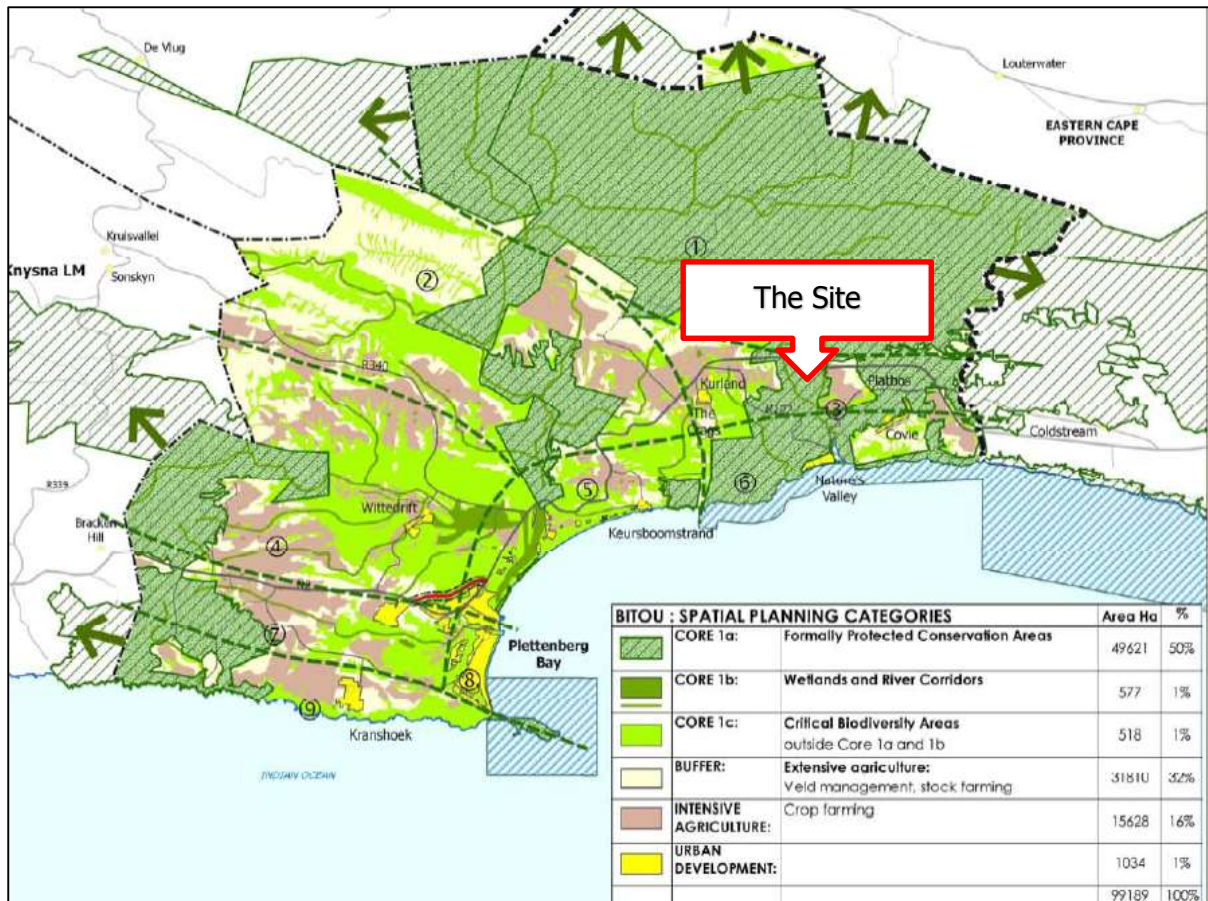 De Vlug
Louterwater
EASTERN CAPE
PROVINCE
Kruisvallei
Knysna LM
Sonskyn
①
②
The Site
R340
Kurland
Platbos
The
Crags
③
Covie
Coldstream
R339
⑤
⑥
Nature's
Valley
Wittedrift
Keursboomstrand
Bracken
Hill
④
N2
⑦
Plettenberg
Bay
⑧
⑨
Kranshoek
INDIAN OCEAN
BITOU : SPATIAL PLANNING CATEGORIES Area Ha %
CORE 1a: Formally Protected Conservation Areas 49621 50%
CORE 1b: Wetlands and River Corridors 577 1%
CORE 1c: Critical Biodiversity Areas
outside Core 1a and 1b 518 1%
BUFFER: Extensive agriculture:
Veld management, stock farming 31810 32%
INTENSIVE
AGRICULTURE: Crop farming 15628 16%
URBAN
DEVELOPMENT: 1034 1%
99189 100%